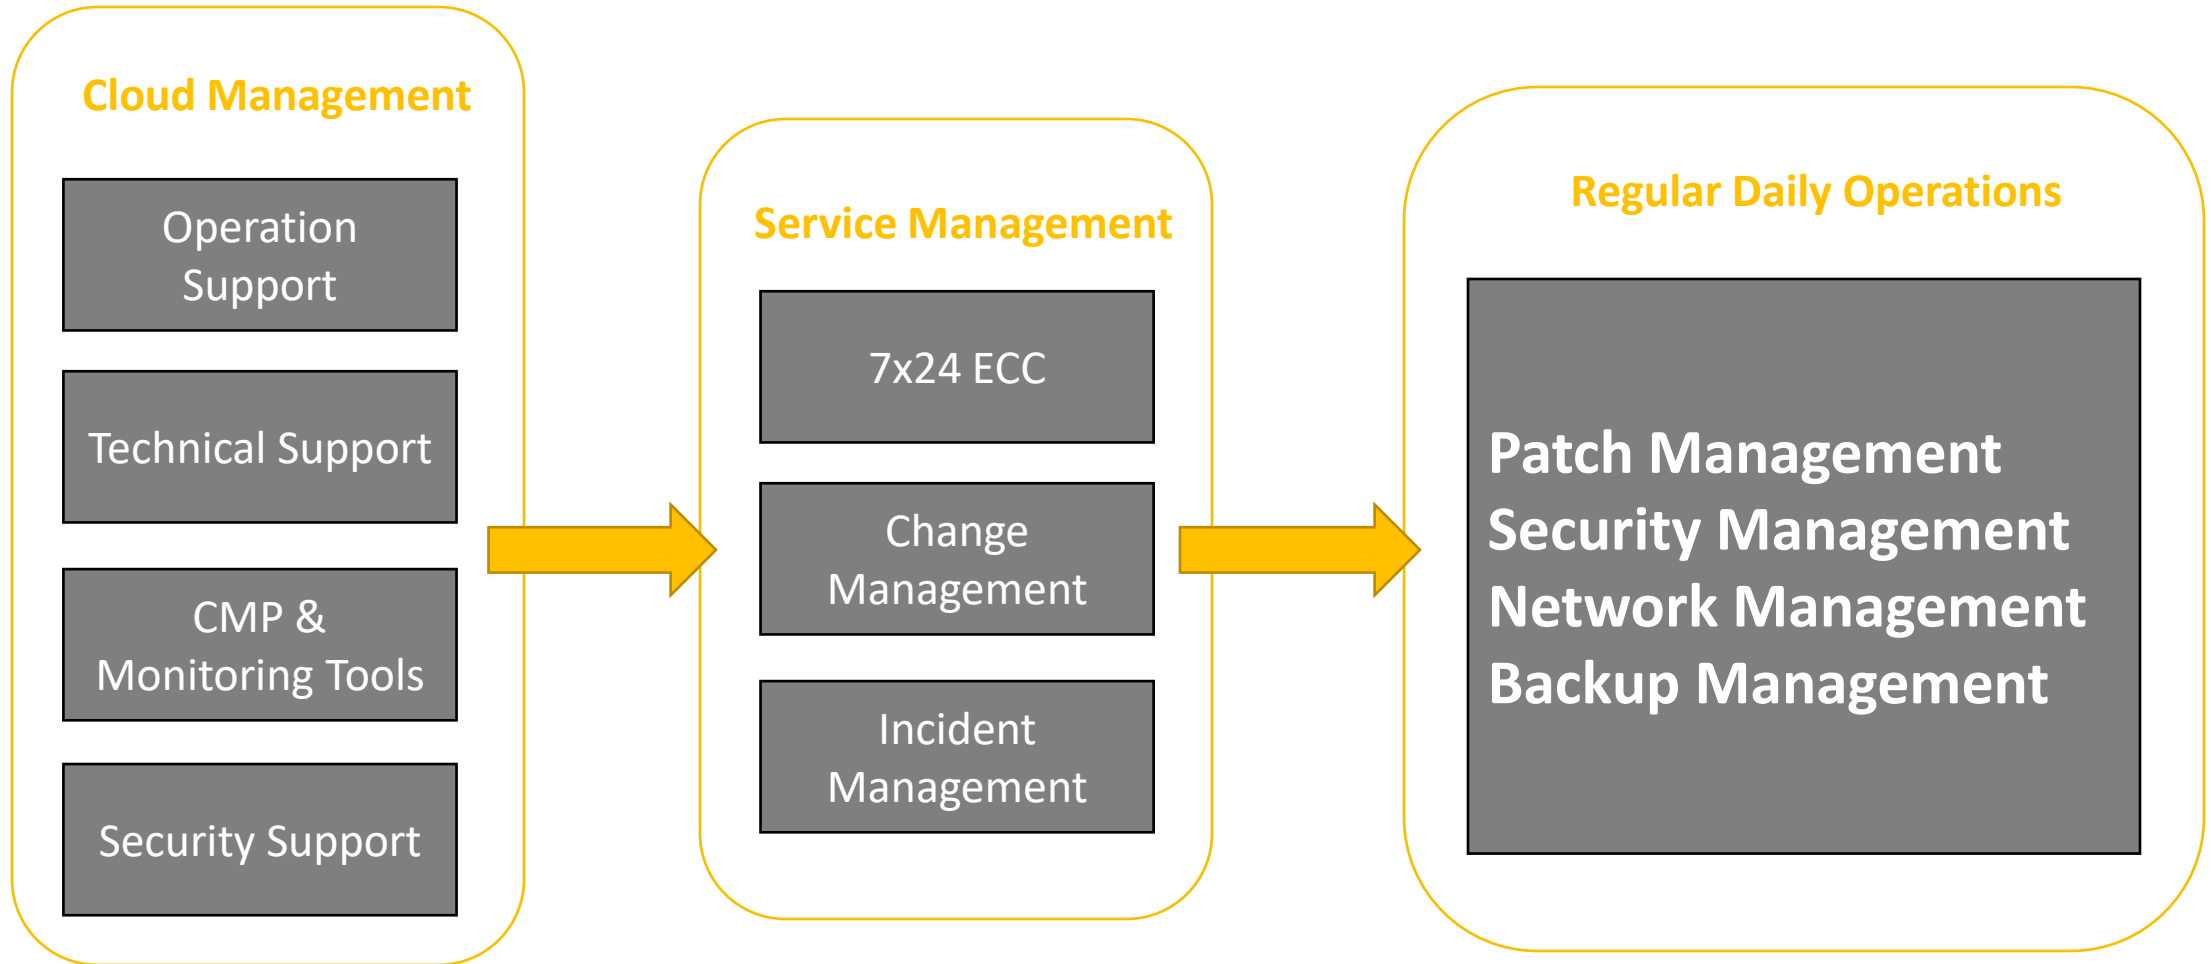 Cloud Management
Operation
Support
Technical Support
CMP &
Monitoring Tools
Security Support
Service Management
7x24 ECC
Change
Management
Incident
Management
Regular Daily Operations
Patch Management
Security Management
Network Management
Backup Management